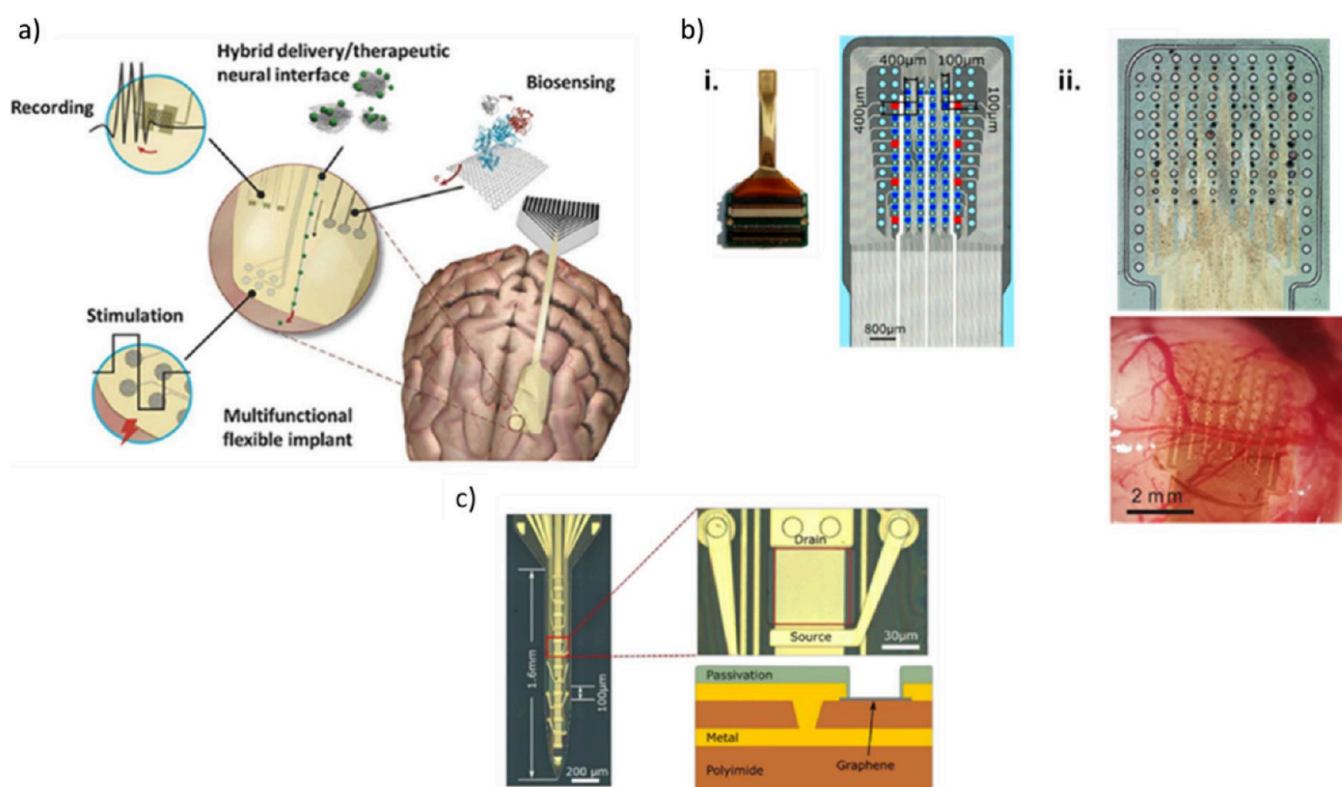 a)
Hybrid delivery/therapeutic
neural interface
Recording
Biosensing
Stimulation
Multifunctional
flexible implant
b)
i.
400µm
100µm
400µm
100µm
800µm
ii.
2 mm
c)
1.6mm
100µm
200 µm
Drain
Source
30µm
Passivation
Metal
Graphene
Polyimide